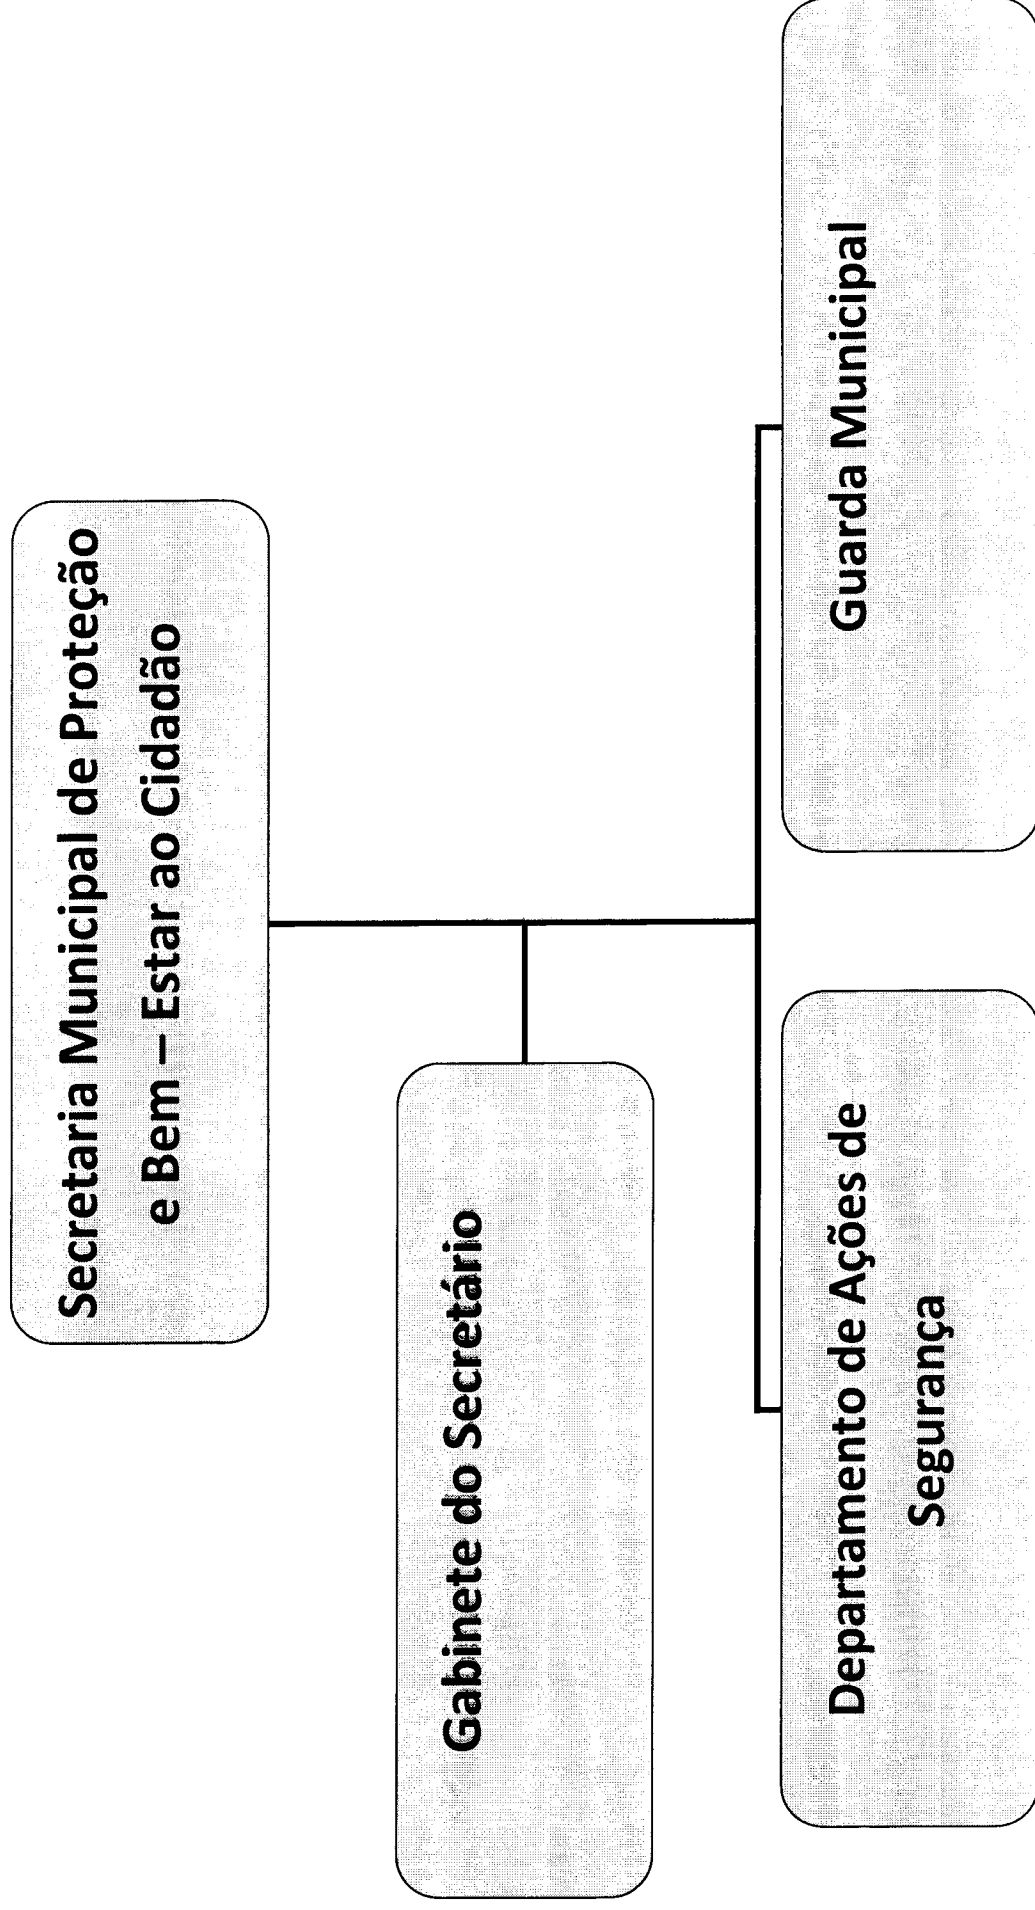 Secretaria Municipal de Proteção
e Bem – Estar ao Cidadão
Gabinete do Secretário
Departamento de Ações de
Segurança
Guarda Municipal